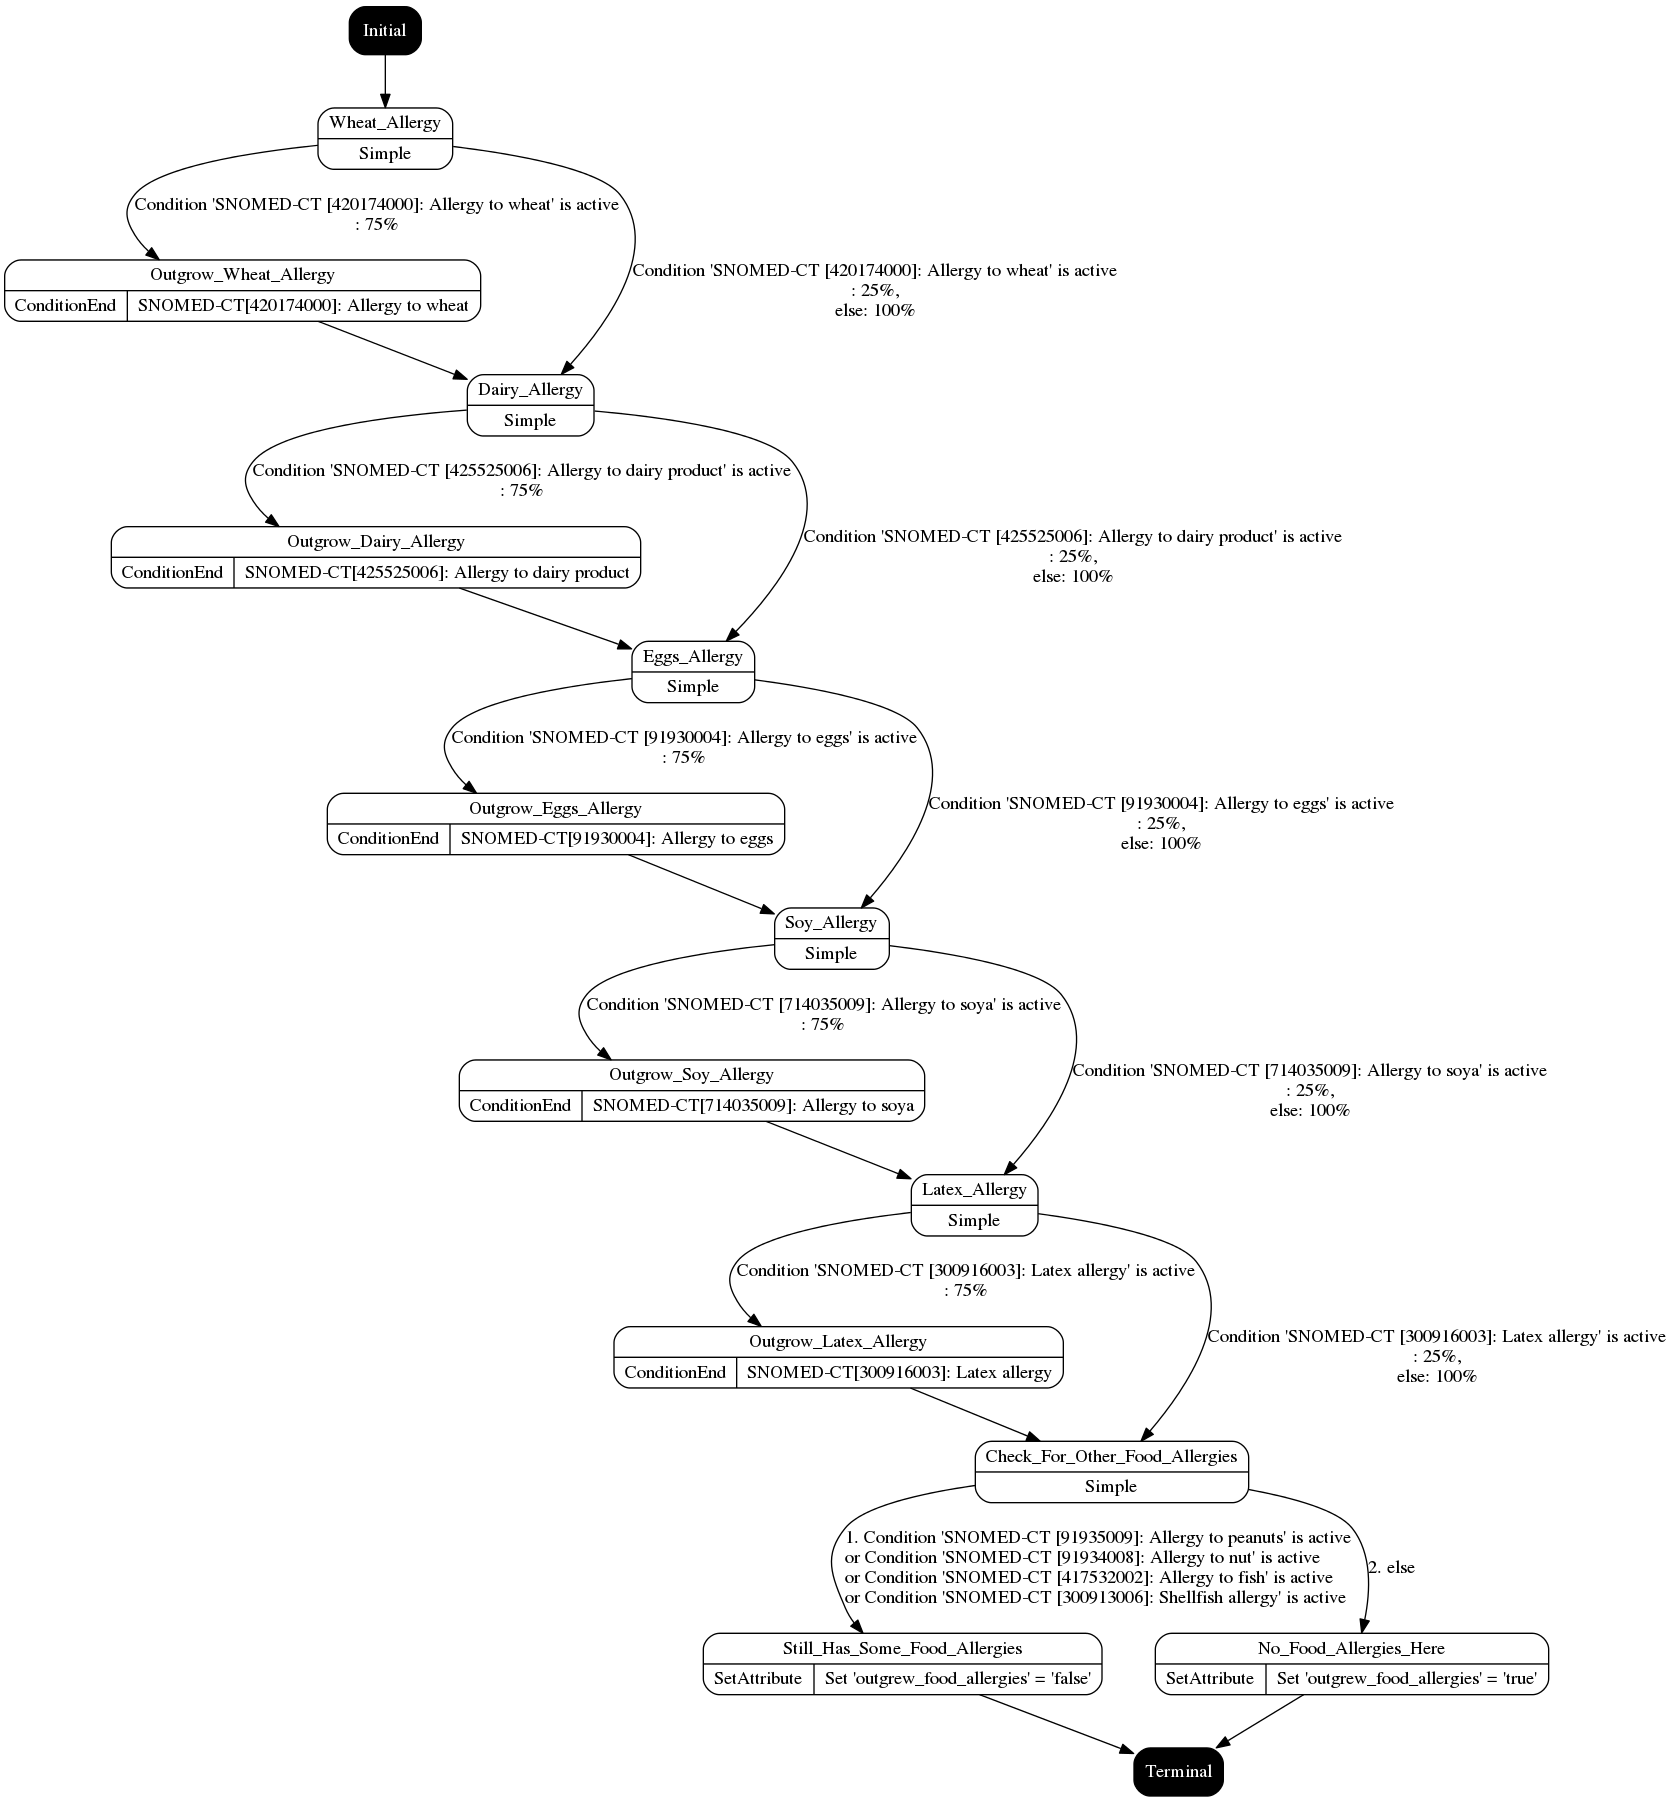 Initial
Wheat_Allergy
Simple
Condition 'SNOMED-CT [420174000]: Allergy to wheat' is active
: 75%
Condition 'SNOMED-CT [420174000]: Allergy to wheat' is active
: 25%,
else: 100%
Outgrow_Wheat_Allergy
ConditionEnd SNOMED-CT[420174000]: Allergy to wheat
Dairy_Allergy
Simple
Condition 'SNOMED-CT [425525006]: Allergy to dairy product' is active
: 75%
Condition 'SNOMED-CT [425525006]: Allergy to dairy product' is active
: 25%,
else: 100%
Outgrow_Dairy_Allergy
ConditionEnd SNOMED-CT[425525006]: Allergy to dairy product
Eggs_Allergy
Simple
Condition 'SNOMED-CT [91930004]: Allergy to eggs' is active
: 75%
Condition 'SNOMED-CT [91930004]: Allergy to eggs' is active
: 25%,
else: 100%
Outgrow_Eggs_Allergy
ConditionEnd SNOMED-CT[91930004]: Allergy to eggs
Soy_Allergy
Simple
Condition 'SNOMED-CT [714035009]: Allergy to soya' is active
: 75%
Condition 'SNOMED-CT [714035009]: Allergy to soya' is active
: 25%,
else: 100%
Outgrow_Soy_Allergy
ConditionEnd SNOMED-CT[714035009]: Allergy to soya
Latex_Allergy
Simple
Condition 'SNOMED-CT [300916003]: Latex allergy' is active
: 75%
Condition 'SNOMED-CT [300916003]: Latex allergy' is active
: 25%,
else: 100%
Outgrow_Latex_Allergy
ConditionEnd SNOMED-CT[300916003]: Latex allergy
Check_For_Other_Food_Allergies
Simple
1. Condition 'SNOMED-CT [91935009]: Allergy to peanuts' is active
or Condition 'SNOMED-CT [91934008]: Allergy to nut' is active
or Condition 'SNOMED-CT [417532002]: Allergy to fish' is active
or Condition 'SNOMED-CT [300913006]: Shellfish allergy' is active
2. else
Still_Has_Some_Food_Allergies
SetAttribute Set 'outgrew_food_allergies' = 'false'
No_Food_Allergies_Here
SetAttribute Set 'outgrew_food_allergies' = 'true'
Terminal